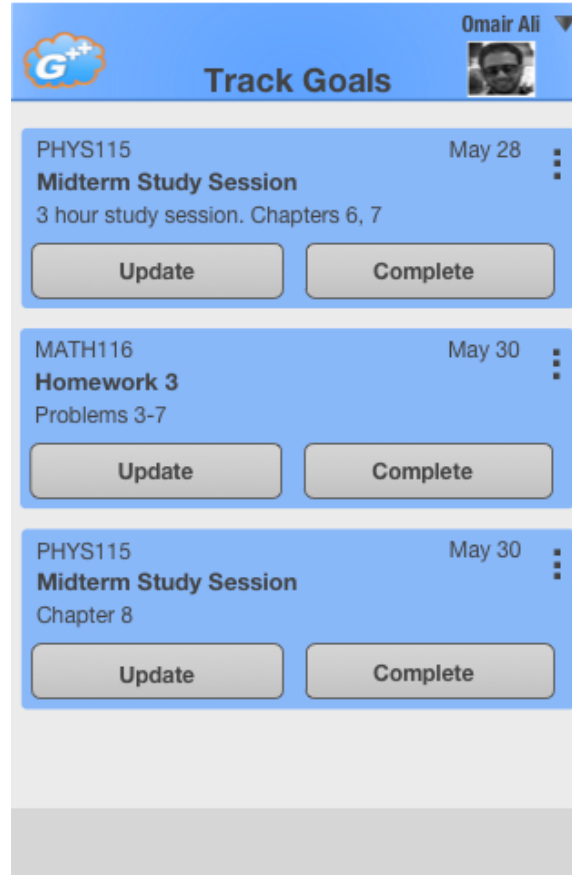 Omair Ali
G++
Track Goals
PHYS115 May 28
Midterm Study Session
3 hour study session. Chapters 6, 7
Update Complete
MATH116 May 30
Homework 3
Problems 3-7
Update Complete
PHYS115 May 30
Midterm Study Session
Chapter 8
Update Complete